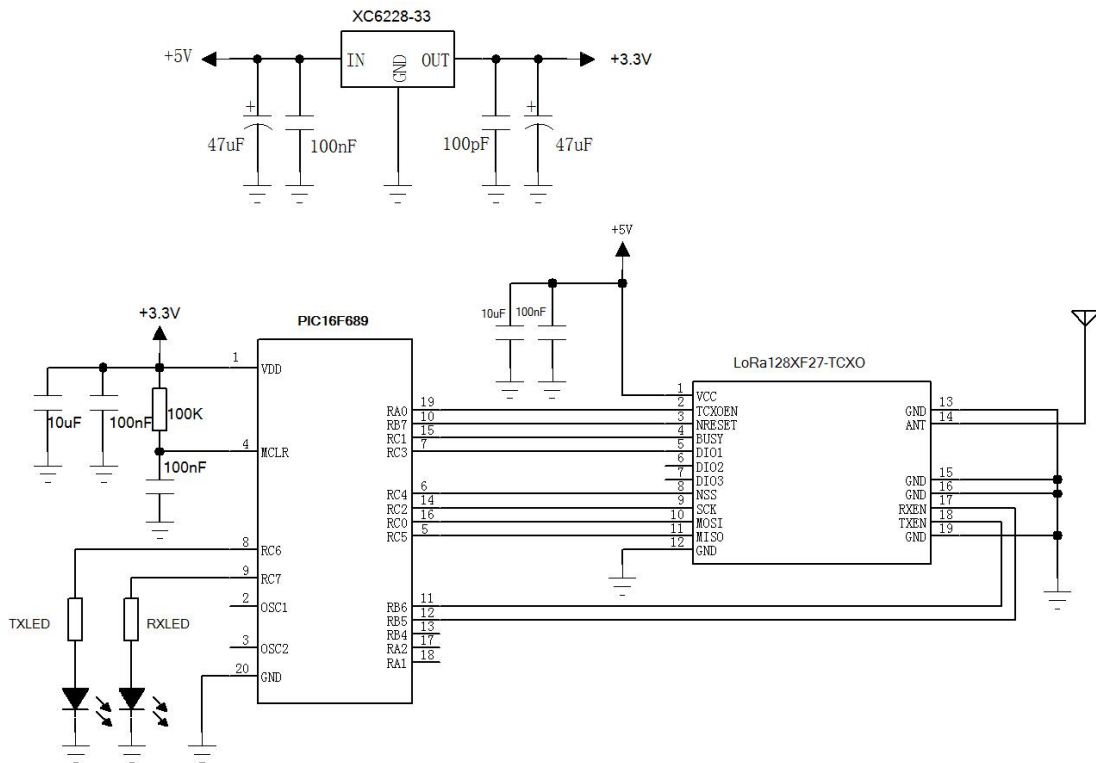 XC6228-33
+5V
IN
GND
OUT
+3.3V
+
47uF
100nF
100pF
+
47uF
+5V
10uF
100nF
+3.3V
PIC16F689
LoRa128XF27-TCXO
10uF
100nF
100K
100nF
1 VDD
4 MCLR
8 RC6
9 RC7
2 OSC1
3 OSC2
20 GND
RA0 19
RB7 10
RC1 15
RC3 7
RC4 6
RC2 14
RC0 16
RC5 5
RB6 11
RB5 12
RB4 13
RA2 17
RA1 18
1 VCC
2 TCXOEN
3 NRESET
4 BUSY
5 DIO1
6 DIO2
7 DIO3
8 NSS
9 SCK
10 MOSI
11 MISO
12 GND
GND 13
ANT 14
GND 15
GND 16
RXEN 17
TXEN 18
GND 19
TXLED
RXLED